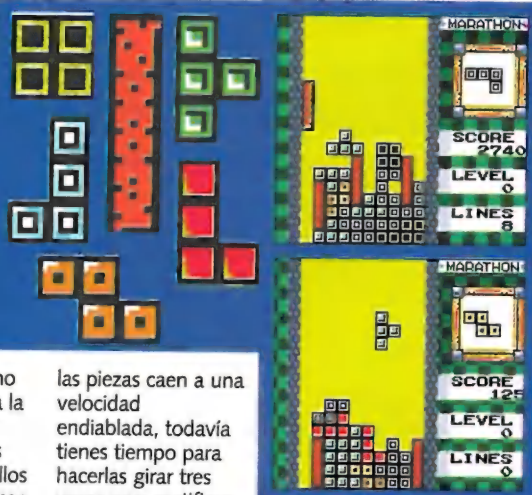 MARATHON
SCORE
2740
LEVEL
0
LINES
8
MARATHON
SCORE
125
LEVEL
0
LINES
0
las piezas caen a una
velocidad
endiablada, todavía
tienes tiempo para
hacerlas girar tres